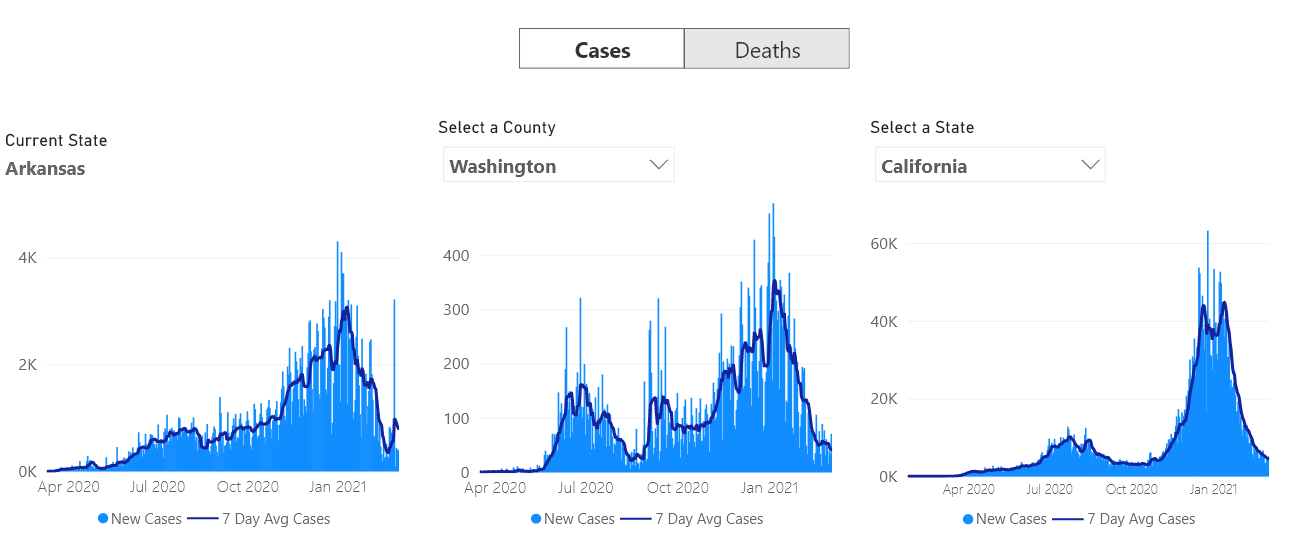 Cases Deaths
Current State
Arkansas
4K
2K
0K
Apr 2020 Jul 2020 Oct 2020 Jan 2021
New Cases 7 Day Avg Cases
Select a County
Washington
400
300
200
100
0
Apr 2020 Jul 2020 Oct 2020 Jan 2021
New Cases 7 Day Avg Cases
Select a State
California
60K
40K
20K
0K
Apr 2020 Jul 2020 Oct 2020 Jan 2021
New Cases 7 Day Avg Cases